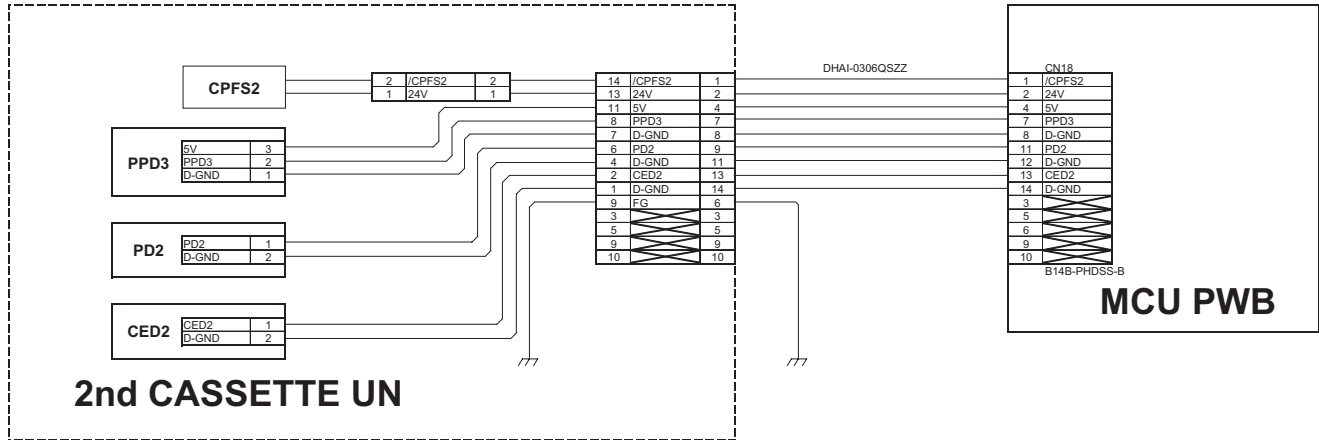 DHAI-0306QSZZ
CN18
CPFS2
2 /CPFS2 2
1 24V 1
14 /CPFS2 1
13 24V 2
11 5V 4
8 PPD3 7
7 D-GND 8
6 PD2 9
4 D-GND 11
2 CED2 13
1 D-GND 14
9 FG 6
3 3
5 5
9 9
10 10
1 /CPFS2
2 24V
4 5V
7 PPD3
8 D-GND
11 PD2
12 D-GND
13 CED2
14 D-GND
3
5
6
9
10
B14B-PHDSS-B
MCU PWB
PPD3
5V 3
PPD3 2
D-GND 1
PD2
PD2 1
D-GND 2
CED2
CED2 1
D-GND 2
2nd CASSETTE UN